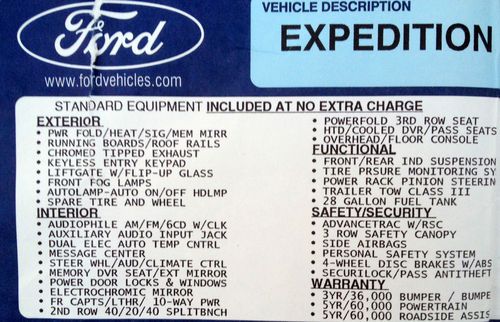 Ford
www.fordvehicles.com
VEHICLE DESCRIPTION
EXPEDITION
STANDARD EQUIPMENT INCLUDED AT NO EXTRA CHARGE
EXTERIOR
• PWR FOLD/HEAT/SIG/MEM MIRR
• RUNNING BOARDS/ROOF RAILS
• CHROMED TIPPED EXHAUST
• KEYLESS ENTRY KEYPAD
• LIFTGATE W/FLIP-UP GLASS
• FRONT FOG LAMPS
• AUTOLAMP-AUTO ON/OFF HDLMP
• SPARE TIRE AND WHEEL
INTERIOR
• AUDIOPHILE AM/FM/6CD W/CLK
• AUXILIARY AUDIO INPUT JACK
• DUAL ELEC AUTO TEMP CNTRL
• MESSAGE CENTER
• STEER WHL/AUD/CLIMATE CTRL
• MEMORY DVR SEAT/EXT MIRROR
• POWER DOOR LOCKS & WINDOWS
• ELECTROCHROMIC MIRROR
• FR CAPTS/LTHR/ 10-WAY PWR
• 2ND ROW 40/20/40 SPLITBNCH
• POWERFOLD 3RD ROW SEAT
• HTD/COOLED DVR/PASS SEATS
• OVERHEAD/FLOOR CONSOLE
FUNCTIONAL
• FRONT/REAR IND SUSPENSION
• TIRE PRSURE MONITORING SY
• POWER RACK PINION STEERIN
• TRAILER TOW CLASS III
• 28 GALLON FUEL TANK
SAFETY/SECURITY
• ADVANCETRAC W/RSC
• 3 ROW SAFETY CANOPY
• SIDE AIRBAGS
• PERSONAL SAFETY SYSTEM
• 4-WHEEL DISC BRAKES W/ABS
• SECURILOCK/PASS ANTITHEFT
WARRANTY
• 3YR/36,000 BUMPER / BUMPE
• 5YR/60,000 POWERTRAIN
• 5YR/60,000 ROADSIDE ASSIS